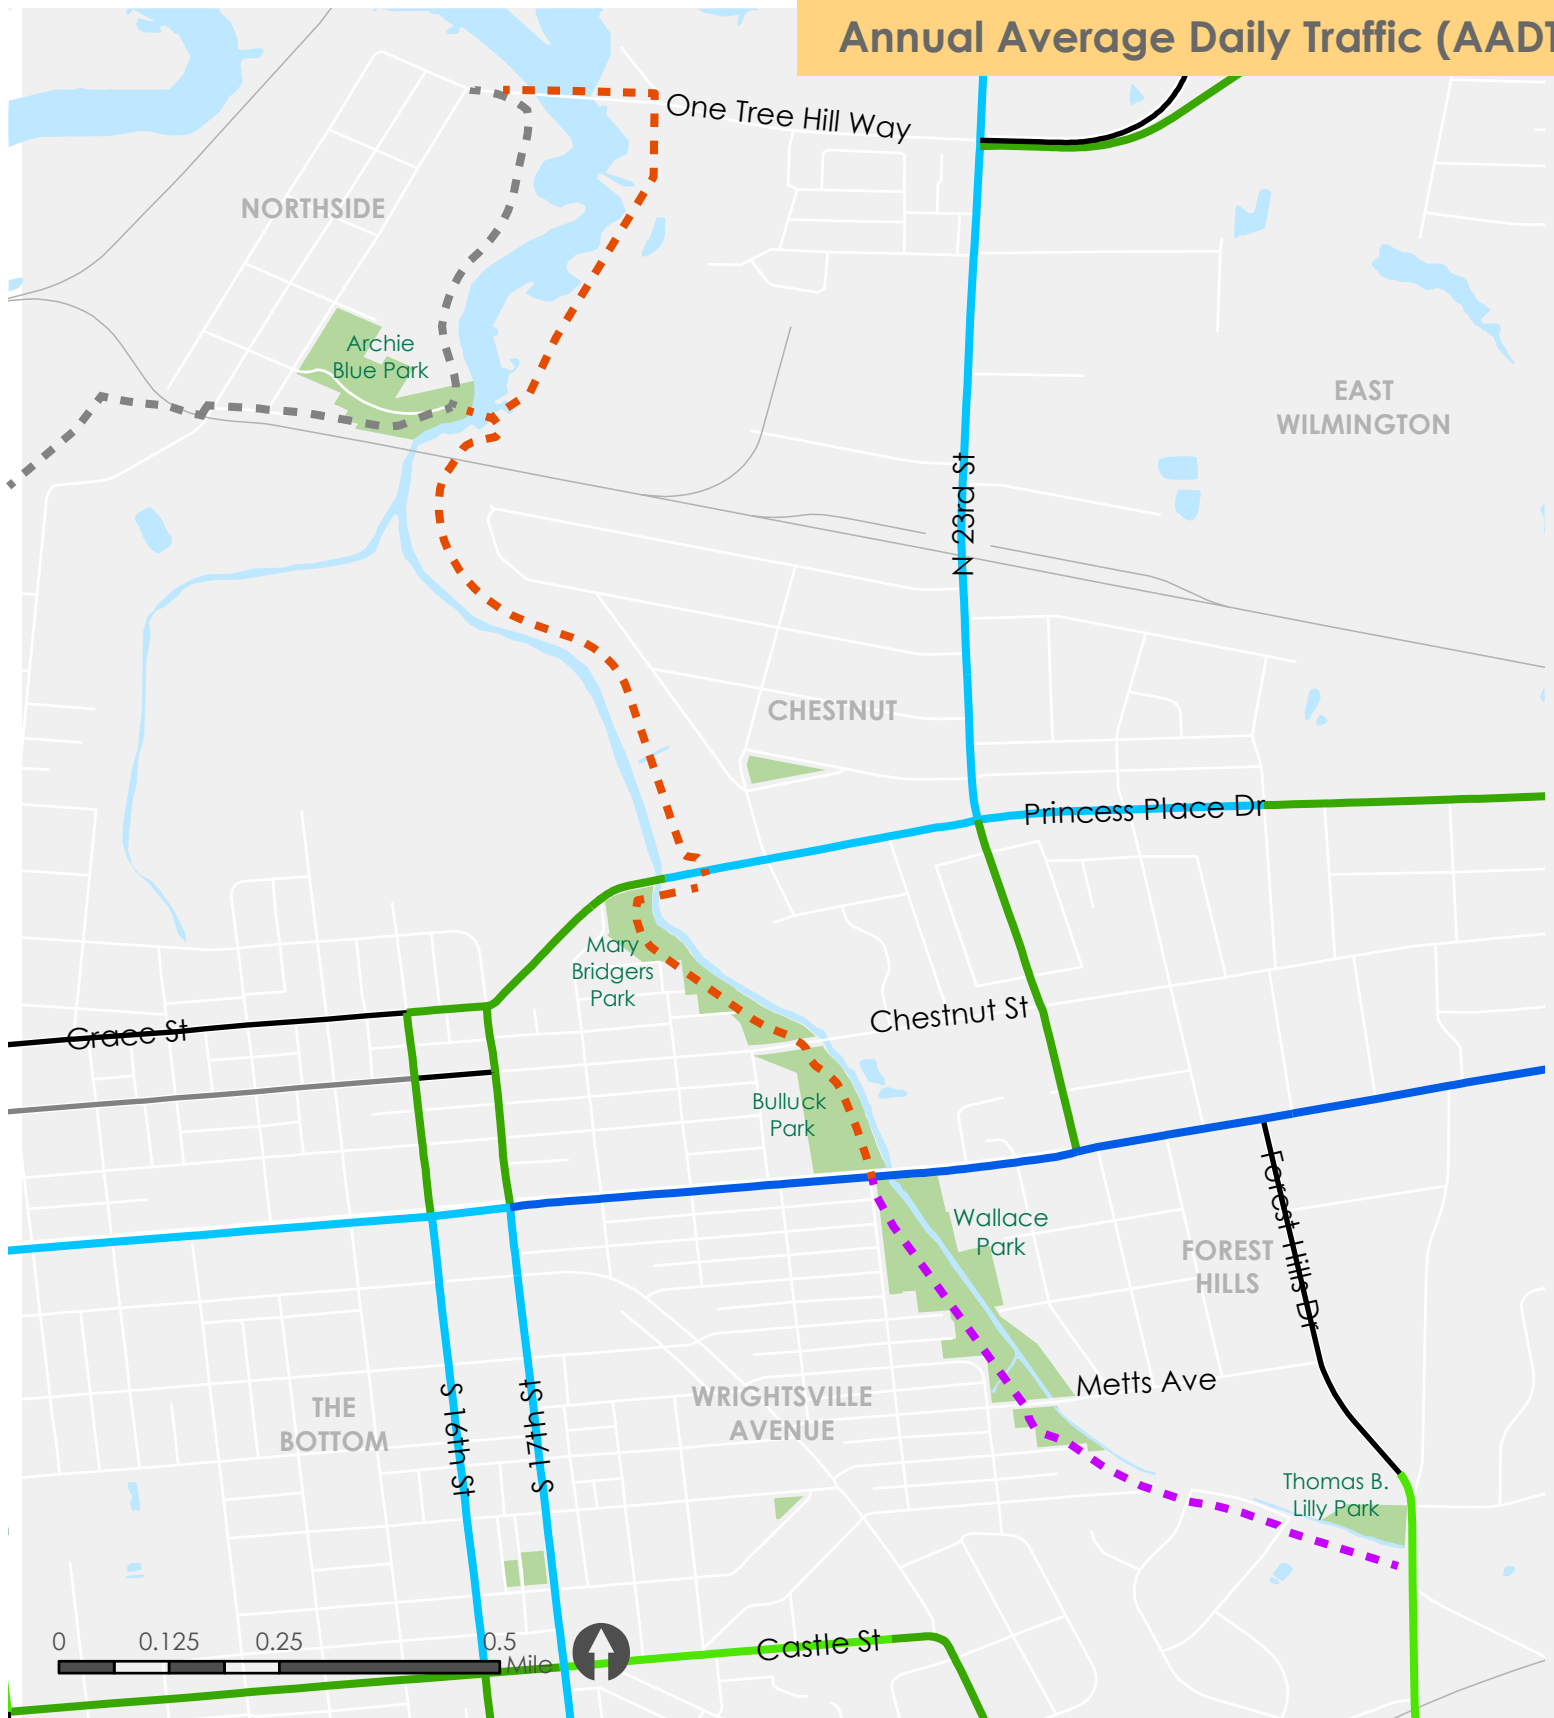 Annual Average Daily Traffic (AADT
One Tree Hill Way
NORTHSIDE
Archie
Blue Park
EAST
WILMINGTON
N 23rd St
CHESTNUT
Princess Place Dr
Mary
Bridgers
Park
Chestnut St
Grace St
Bulluck
Park
Forest Hills Dr
Wallace
Park
FOREST
HILLS
Metts Ave
WRIGHTSVILLE
AVENUE
THE
BOTTOM
S 16th St
S 17th St
Thomas B.
Lilly Park
Castle St
0 0.125 0.25 0.5
Mile